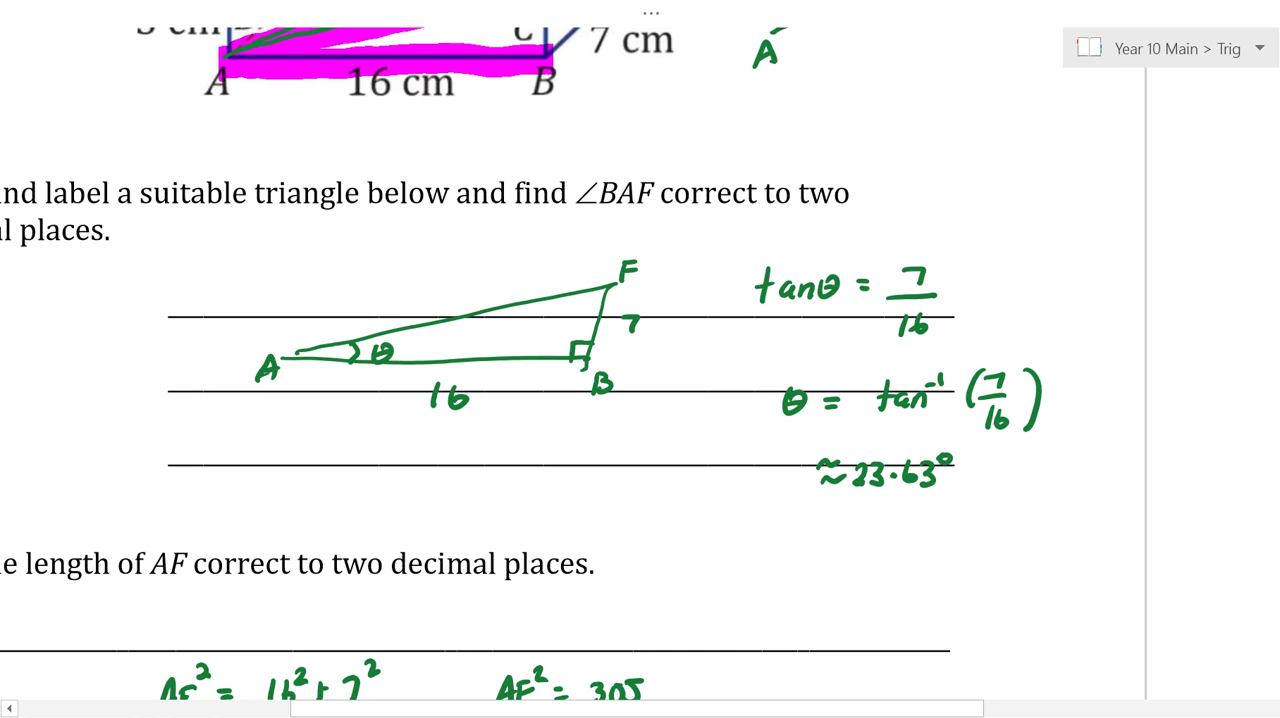 Year 10 Main > Trig
cm
C
7 cm
A
A
16 cm
B
nd label a suitable triangle below and find ∠BAF correct to two
l places.
F
tanθ = 7/16
7
A
θ
B
16
θ = tan⁻¹ (7/16)
≈ 23.63°
e length of AF correct to two decimal places.
AF² = 16² + 7²
AF² = 305